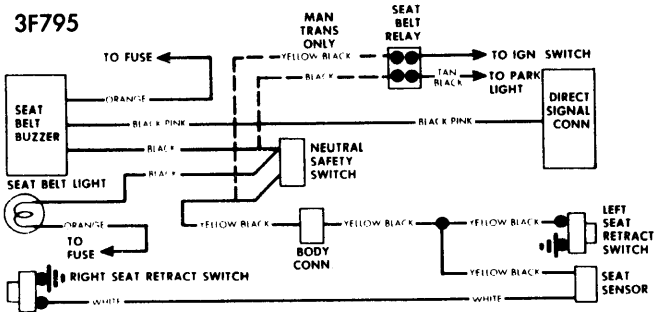 3F795
MAN
TRANS
ONLY
SEAT
BELT
RELAY
TO FUSE
YELLOW BLACK
TO IGN SWITCH
BLACK
TAN
BLACK
TO PARK
LIGHT
ORANGE
SEAT
BELT
BUZZER
BLACK PINK
BLACK PINK
DIRECT
SIGNAL
CONN
BLACK
NEUTRAL
SAFETY
SWITCH
BLACK
SEAT BELT LIGHT
ORANGE
TO
FUSE
YELLOW BLACK
BODY
CONN
YELLOW BLACK
YELLOW BLACK
LEFT
SEAT
RETRACT
SWITCH
YELLOW BLACK
SEAT
SENSOR
RIGHT SEAT RETRACT SWITCH
WHITE
WHITE